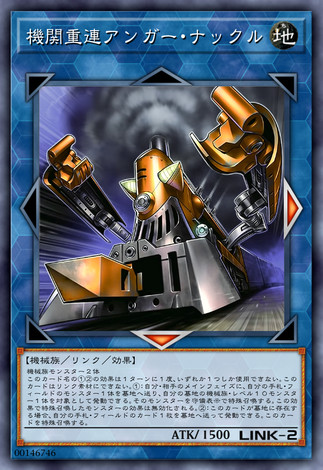 機関重連アンガー・ナックル
地
【機械族/リンク/効果】
機械族モンスター2体
このカード名の①②の効果は1ターンに1度、いずれか1つしか使用できない。このカードはリンク素材にできない。①:自分・相手のメインフェイズに、自分の手札・フィールドのモンスター1体を墓地へ送り、自分の墓地の機械族・レベル10モンスター1体を対象として発動できる。そのモンスターを守備表示で特殊召喚する。この効果で特殊召喚したモンスターの効果は無効化される。②:このカードが墓地に存在する場合、自分の手札・フィールドのカード1枚を墓地へ送って発動できる。このカードを特殊召喚する。
ATK/1500 LINK-2
00146746